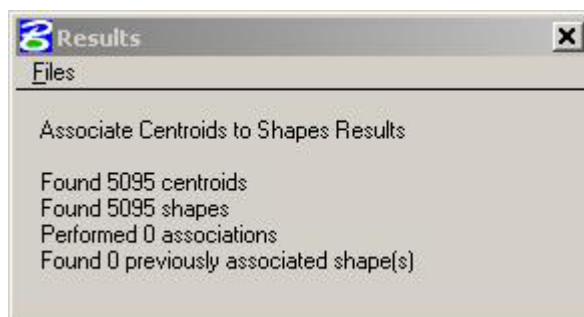 Results
Files
Associate Centroids to Shapes Results
Found 5095 centroids
Found 5095 shapes
Performed 0 associations
Found 0 previously associated shape(s)